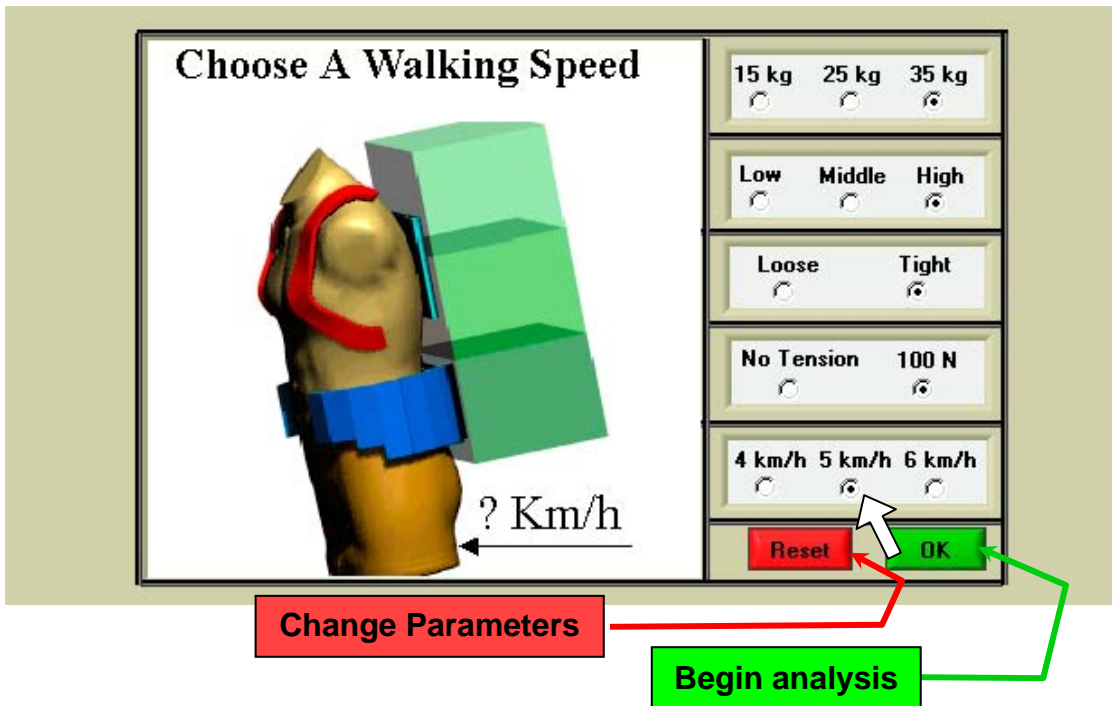 Choose A Walking Speed
? Km/h
15 kg 25 kg 35 kg
Low Middle High
Loose Tight
No Tension 100 N
4 km/h 5 km/h 6 km/h
Reset OK
Change Parameters
Begin analysis